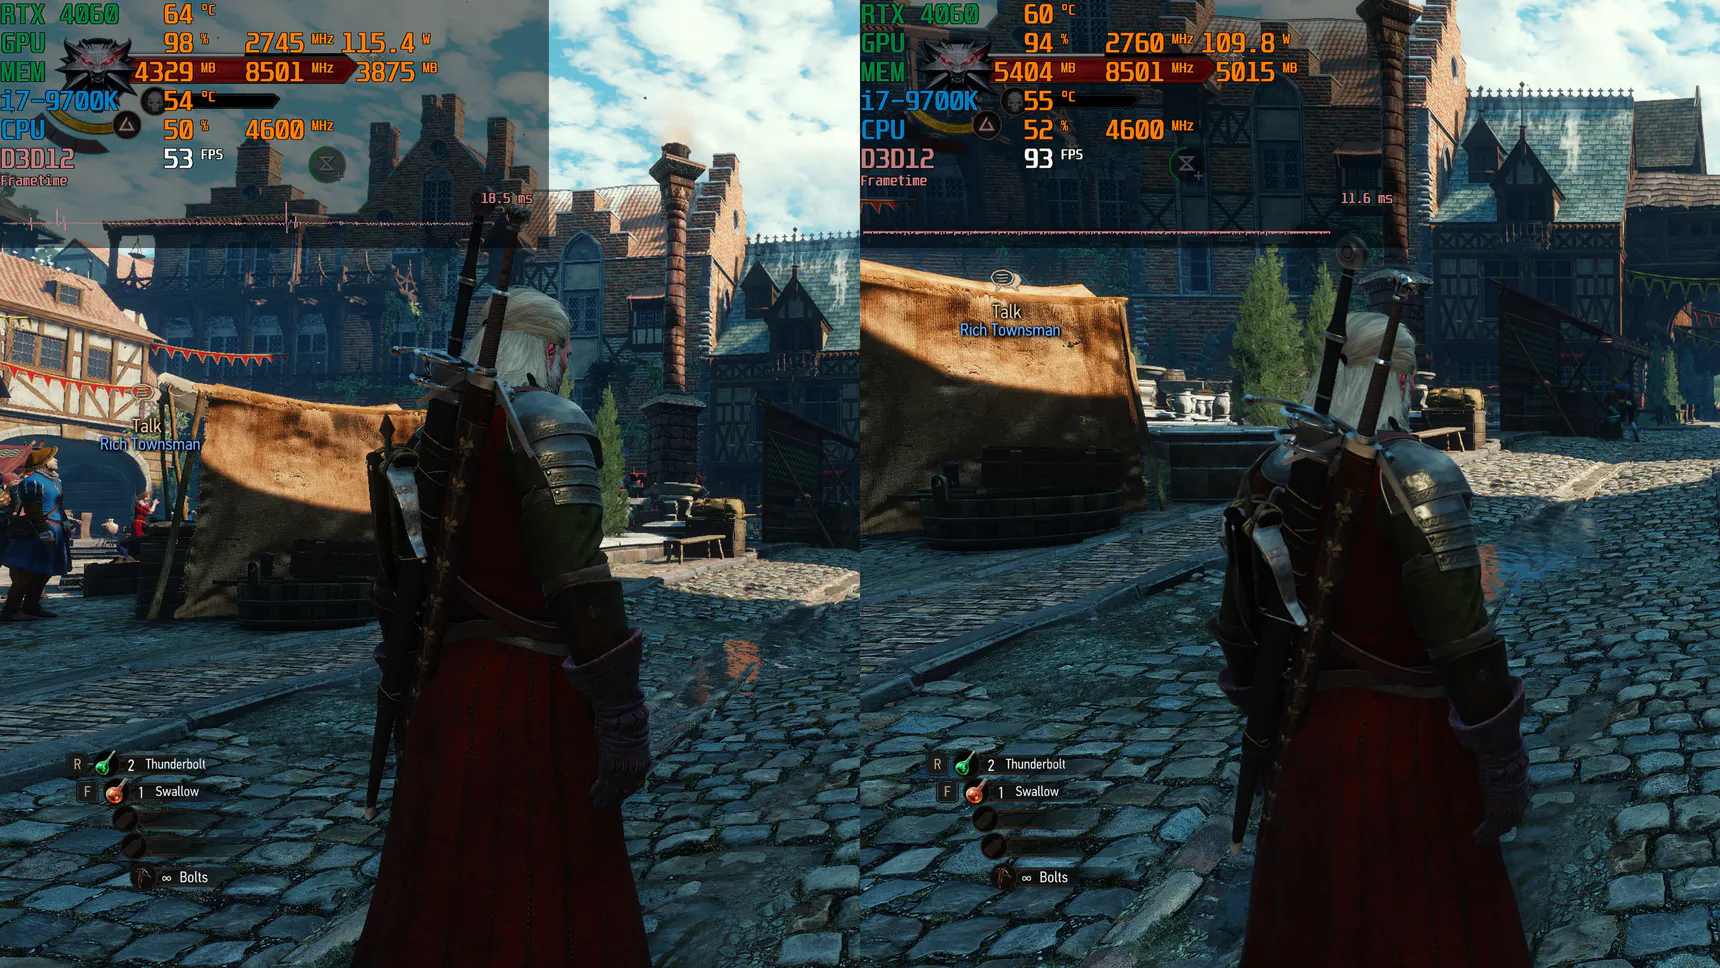 RTX 4060 64 °C
GPU 98 % 2745 MHz 115.4 W
MEM 4329 MB 8501 MHz 3875 MB
i7-9700K 54 °C
CPU 50 % 4600 MHz
D3D12 53 FPS
Frametime
18.5 ms
Talk
Rich Townsman
R 2 Thunderbolt
F 1 Swallow
∞ Bolts
RTX 4060 60 °C
GPU 94 % 2760 MHz 109.8 W
MEM 5404 MB 8501 MHz 5015 MB
i7-9700K 55 °C
CPU 52 % 4600 MHz
D3D12 93 FPS
Frametime
11.6 ms
Talk
Rich Townsman
R 2 Thunderbolt
F 1 Swallow
∞ Bolts